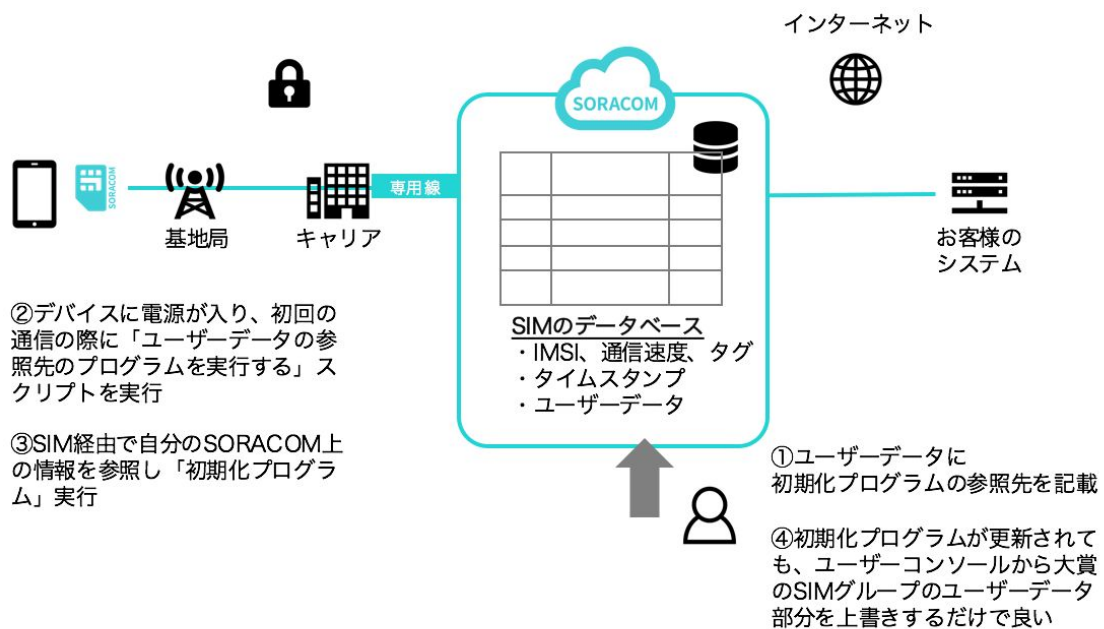 インターネット
SORACOM
SORACOM
専用線
基地局
キャリア
お客様の
システム
SIMのデータベース
・IMSI、通信速度、タグ
・タイムスタンプ
・ユーザーデータ
②デバイスに電源が入り、初回の
通信の際に「ユーザーデータの参
照先のプログラムを実行する」ス
クリプトを実行
③SIM経由で自分のSORACOM上
の情報を参照し「初期化プログラ
ム」実行
①ユーザーデータに
初期化プログラムの参照先を記載
④初期化プログラムが更新されて
も、ユーザーコンソールから大賞
のSIMグループのユーザーデータ
部分を上書きするだけで良い